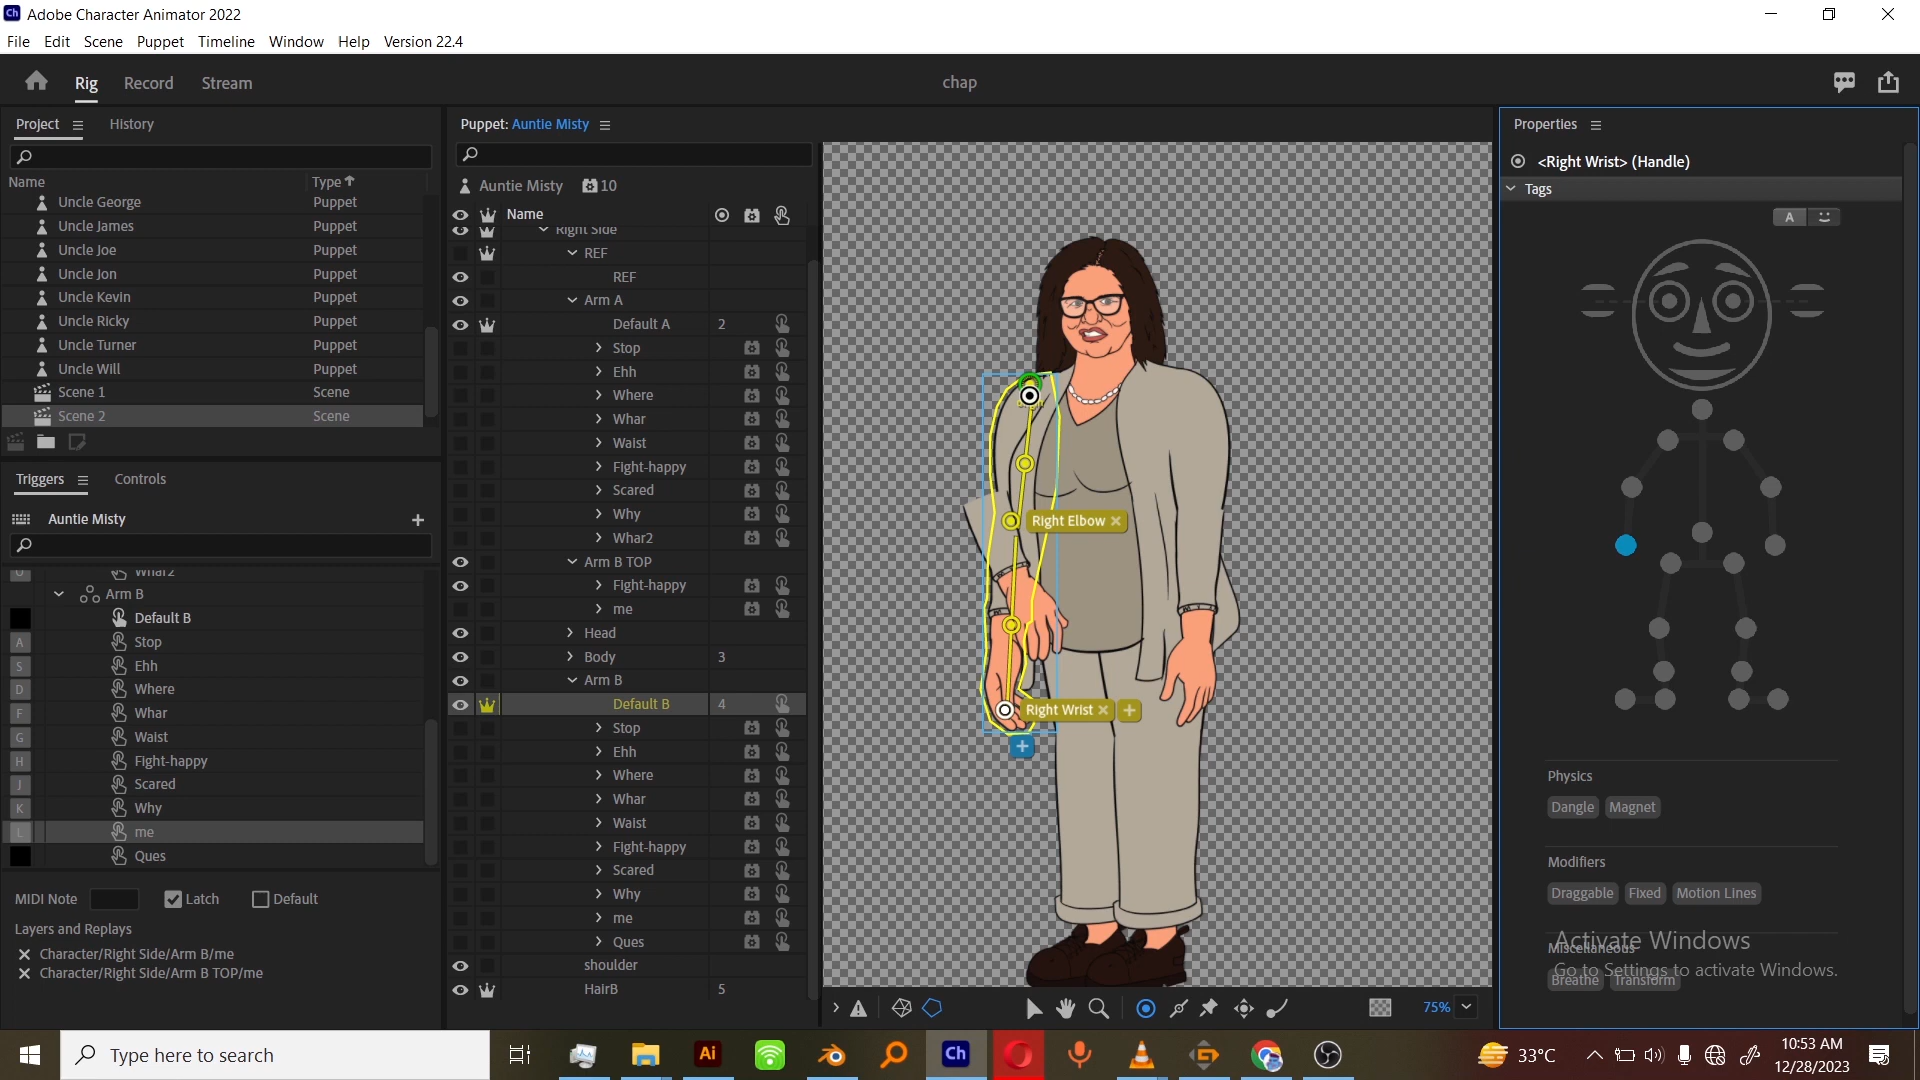 Ch Adobe Character Animator 2022
File Edit Scene Puppet Timeline Window Help Version 22.4
Rig Record Stream
chap
Project History
Name Type
Uncle George Puppet
Uncle James Puppet
Uncle Joe Puppet
Uncle Jon Puppet
Uncle Kevin Puppet
Uncle Ricky Puppet
Uncle Turner Puppet
Uncle Will Puppet
Scene 1 Scene
Scene 2 Scene
Triggers Controls
Auntie Misty
Whar2
Arm B
Default B
A Stop
S Ehh
D Where
F Whar
G Waist
H Fight-happy
J Scared
K Why
L me
Ques
MIDI Note Latch Default
Layers and Replays
Character/Right Side/Arm B/me
Character/Right Side/Arm B TOP/me
Puppet: Auntie Misty
Auntie Misty 10
Name
Right Side
REF
REF
Arm A
Default A 2
Stop
Ehh
Where
Whar
Waist
Fight-happy
Scared
Why
Whar2
Arm B TOP
Fight-happy
me
Head
Body 3
Arm B
Default B 4
Stop
Ehh
Where
Whar
Waist
Fight-happy
Scared
Why
me
Ques
shoulder
HairB 5
Right Elbow
Right Wrist
75%
Properties
<Right Wrist> (Handle)
Tags
A
Physics
Dangle Magnet
Modifiers
Draggable Fixed Motion Lines
Miscellaneous
Breathe Transform
Activate Windows
Go to Settings to activate Windows.
Type here to search
Ai
Ch
33°C
10:53 AM
12/28/2023